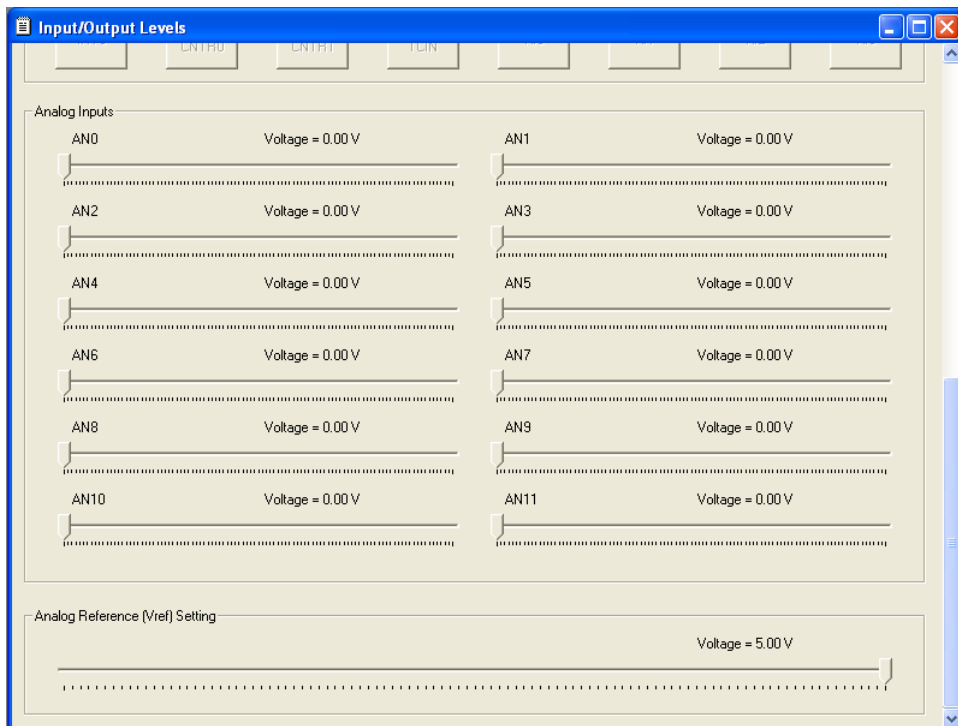 Input/Output Levels
CNTR0 CNTR1 TCIN
Analog Inputs
AN0 Voltage = 0.00 V AN1 Voltage = 0.00 V
AN2 Voltage = 0.00 V AN3 Voltage = 0.00 V
AN4 Voltage = 0.00 V AN5 Voltage = 0.00 V
AN6 Voltage = 0.00 V AN7 Voltage = 0.00 V
AN8 Voltage = 0.00 V AN9 Voltage = 0.00 V
AN10 Voltage = 0.00 V AN11 Voltage = 0.00 V
Analog Reference (Vref) Setting
Voltage = 5.00 V